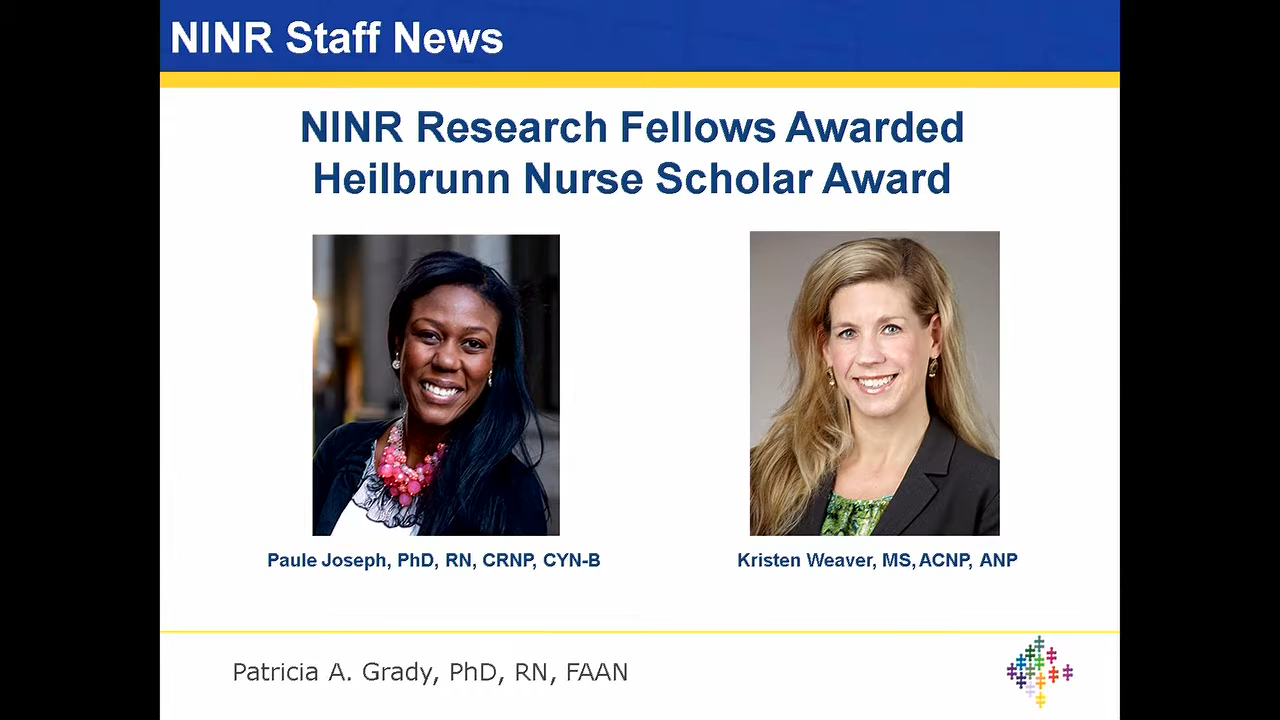 NINR Staff News
NINR Research Fellows Awarded
Heilbrunn Nurse Scholar Award
Paule Joseph, PhD, RN, CRNP, CYN-B
Kristen Weaver, MS, ACNP, ANP
Patricia A. Grady, PhD, RN, FAAN